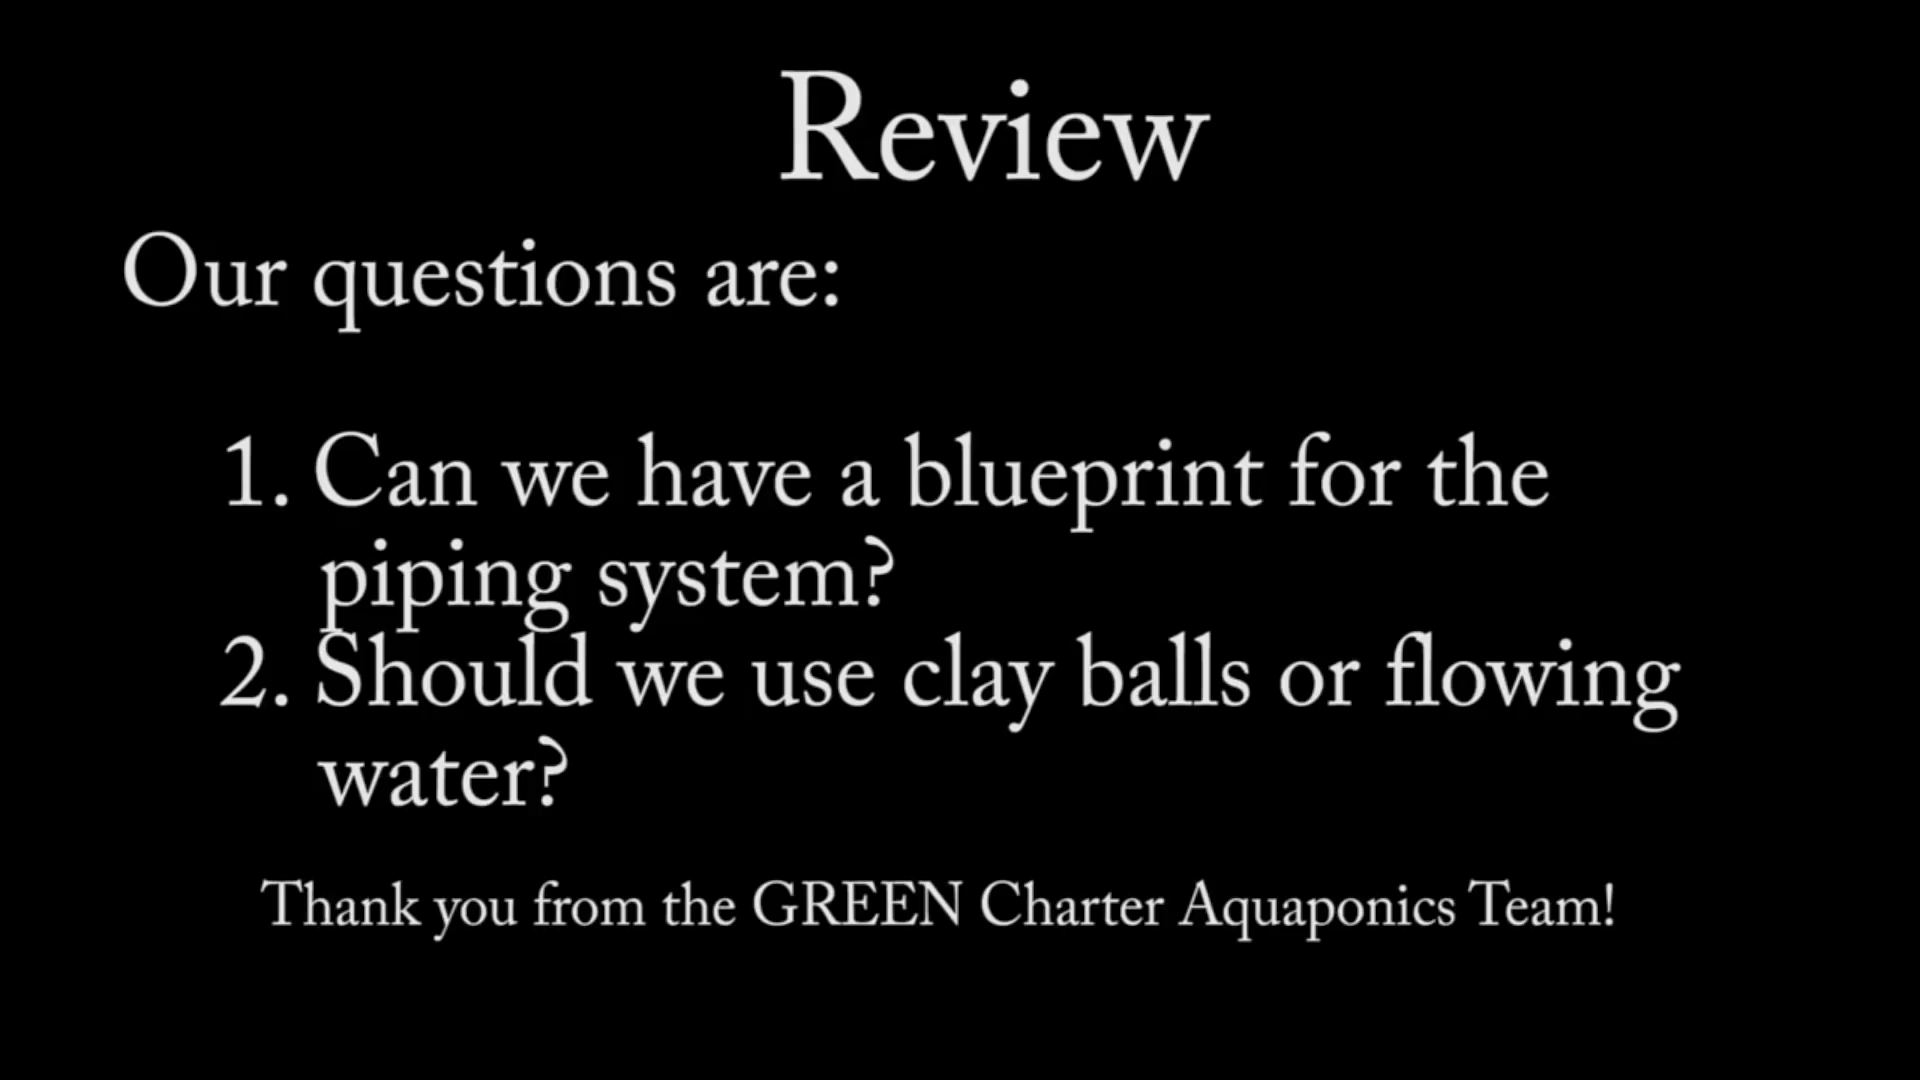 Review
Our questions are:
1. Can we have a blueprint for the
piping system?
2. Should we use clay balls or flowing
water?
Thank you from the GREEN Charter Aquaponics Team!